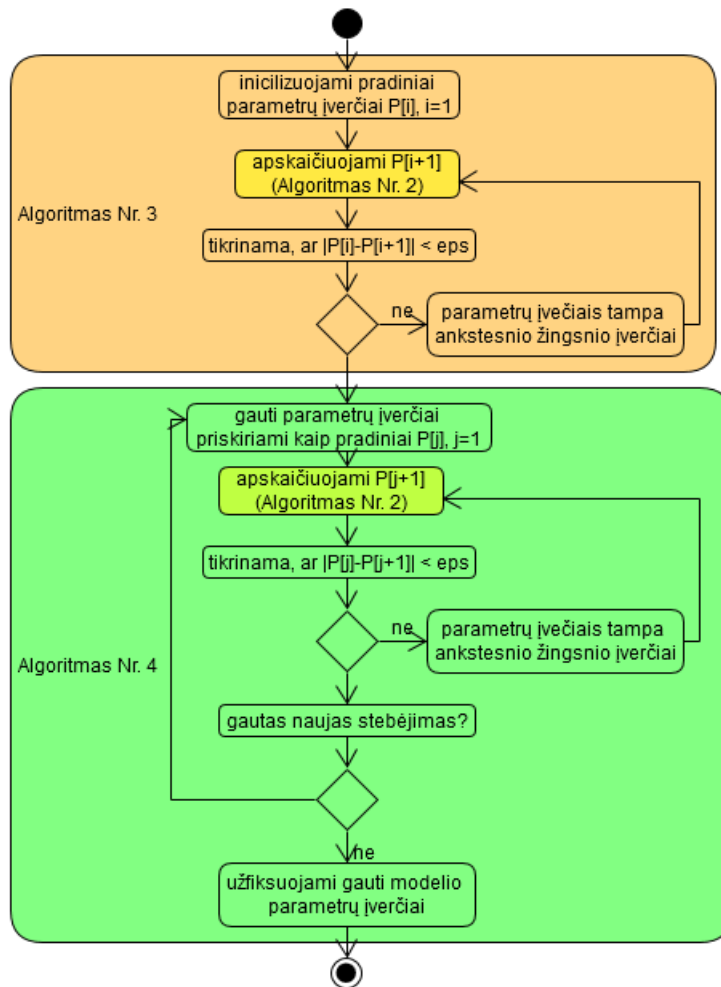 inicilizuojami pradiniai
parametrų įverčiai P[i], i=1
apskaičiuojami P[i+1]
(Algoritmas Nr. 2)
Algoritmas Nr. 3
tikrinama, ar |P[i]-P[i+1]| < eps
ne
parametrų įvečiais tampa
ankstesnio žingsnio įverčiai
gauti parametrų įverčiai
priskiriami kaip pradiniai P[j], j=1
apskaičiuojami P[j+1]
(Algoritmas Nr. 2)
tikrinama, ar |P[j]-P[j+1]| < eps
ne
parametrų įvečiais tampa
ankstesnio žingsnio įverčiai
Algoritmas Nr. 4
gautas naujas stebėjimas?
ne
užfiksuojami gauti modelio
parametrų įverčiai